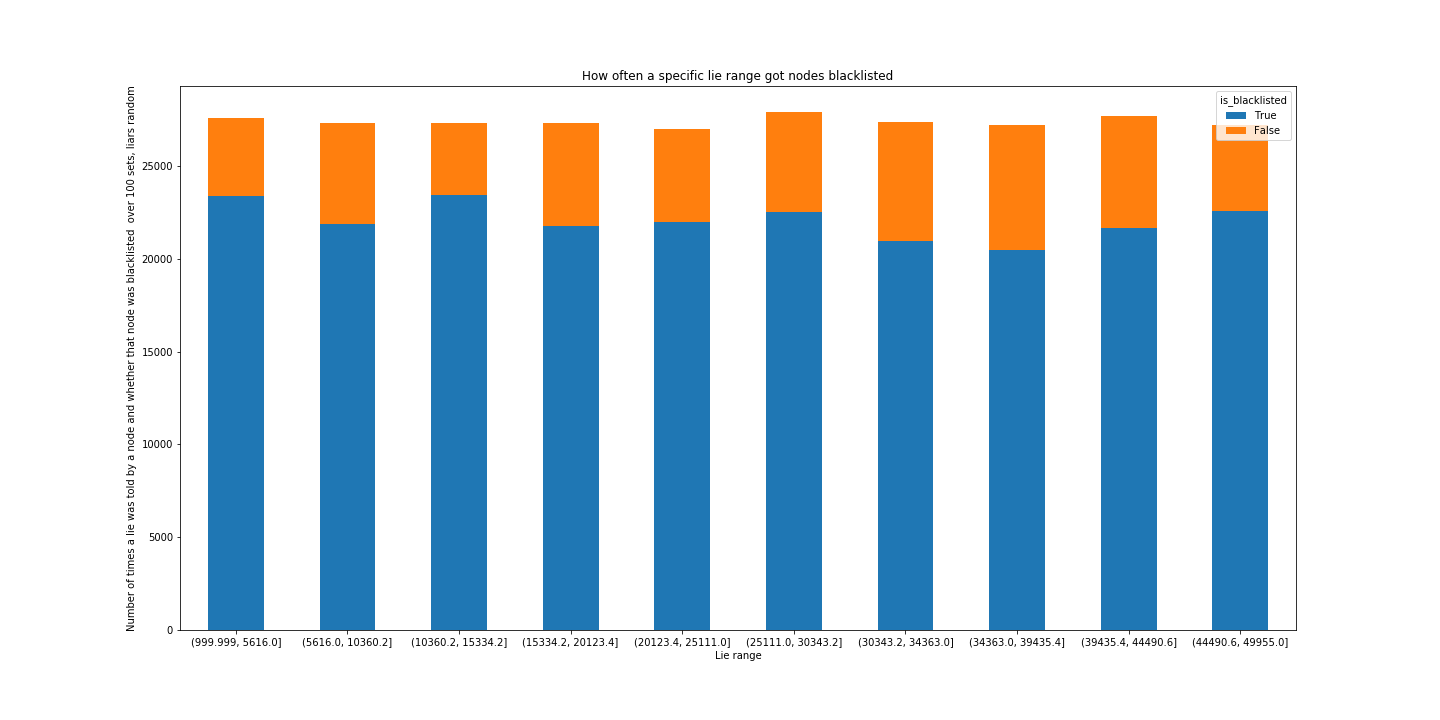 How often a specific lie range got nodes blacklisted
Number of times a lie was told by a node and whether that node was blacklisted  over 100 sets, liars random
is_blacklisted
True
False
25000
20000
15000
10000
5000
0
(999.999, 5616.0]
(5616.0, 10360.2]
(10360.2, 15334.2]
(15334.2, 20123.4]
(20123.4, 25111.0]
(25111.0, 30343.2]
(30343.2, 34363.0]
(34363.0, 39435.4]
(39435.4, 44490.6]
(44490.6, 49955.0]
Lie range